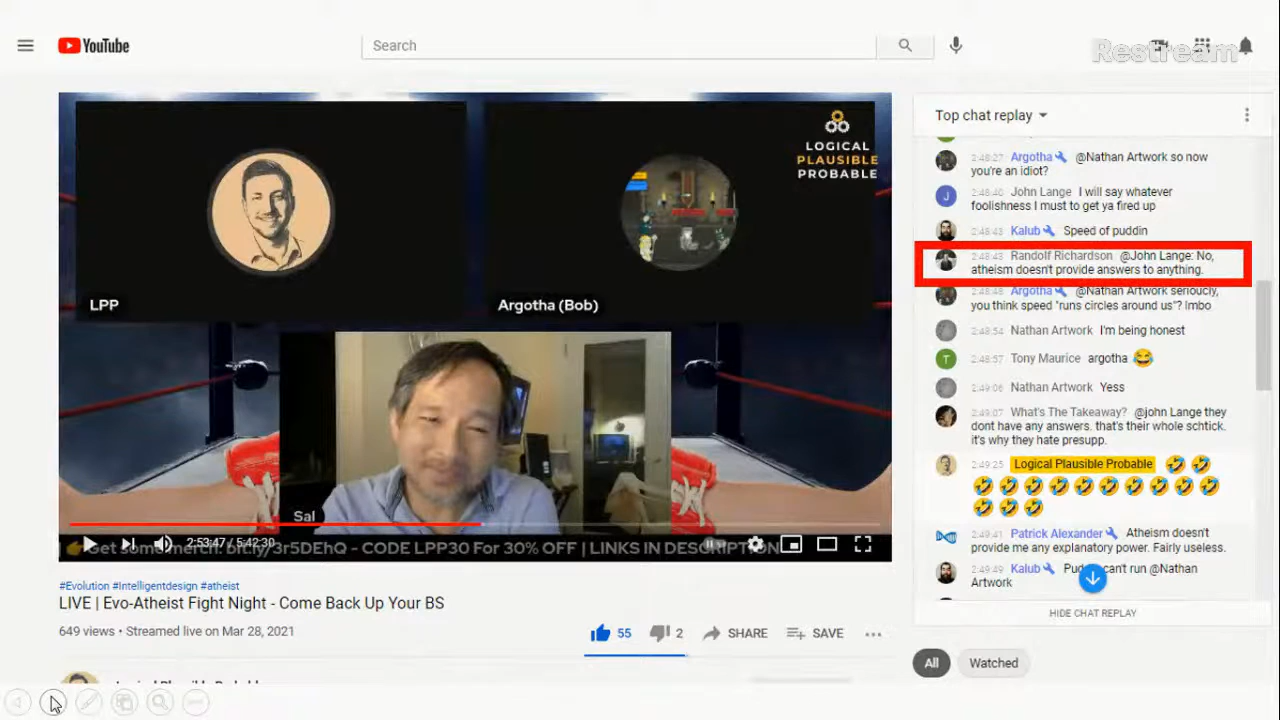 YouTube
Search
Restream
LOGICAL
PLAUSIBLE
PROBABLE
LPP
Argotha (Bob)
Sal
2:53:47 / 5:42:30
Get some merch: bit.ly/3r5DEhQ - CODE LPP30 For 30% OFF | LINKS IN DESCRIPTION
#Evolution #Intelligentdesign #atheist
LIVE | Evo-Atheist Fight Night - Come Back Up Your BS
649 views • Streamed live on Mar 28, 2021
55
2
SHARE
SAVE
Top chat replay
2:48:27 Argotha @Nathan Artwork so now
you're an idiot?
2:48:40 John Lange I will say whatever
foolishness I must to get ya fired up
2:48:43 Kalub Speed of puddin
2:48:43 Randolf Richardson @John Lange: No,
atheism doesn't provide answers to anything.
2:48:48 Argotha @Nathan Artwork serioucly,
you think speed "runs circles around us"? lmbo
2:48:54 Nathan Artwork I'm being honest
2:48:57 Tony Maurice argotha 😂
2:49:06 Nathan Artwork Yess
2:49:07 What's The Takeaway? @john Lange they
dont have any answers. that's their whole schtick.
it's why they hate presupp.
2:49:25 Logical Plausible Probable 🤣🤣
🤣🤣🤣🤣🤣🤣🤣🤣🤣🤣
🤣🤣🤣
2:49:41 Patrick Alexander Atheism doesn't
provide me any explanatory power. Fairly useless.
2:49:49 Kalub can't run @Nathan
Artwork
HIDE CHAT REPLAY
All
Watched